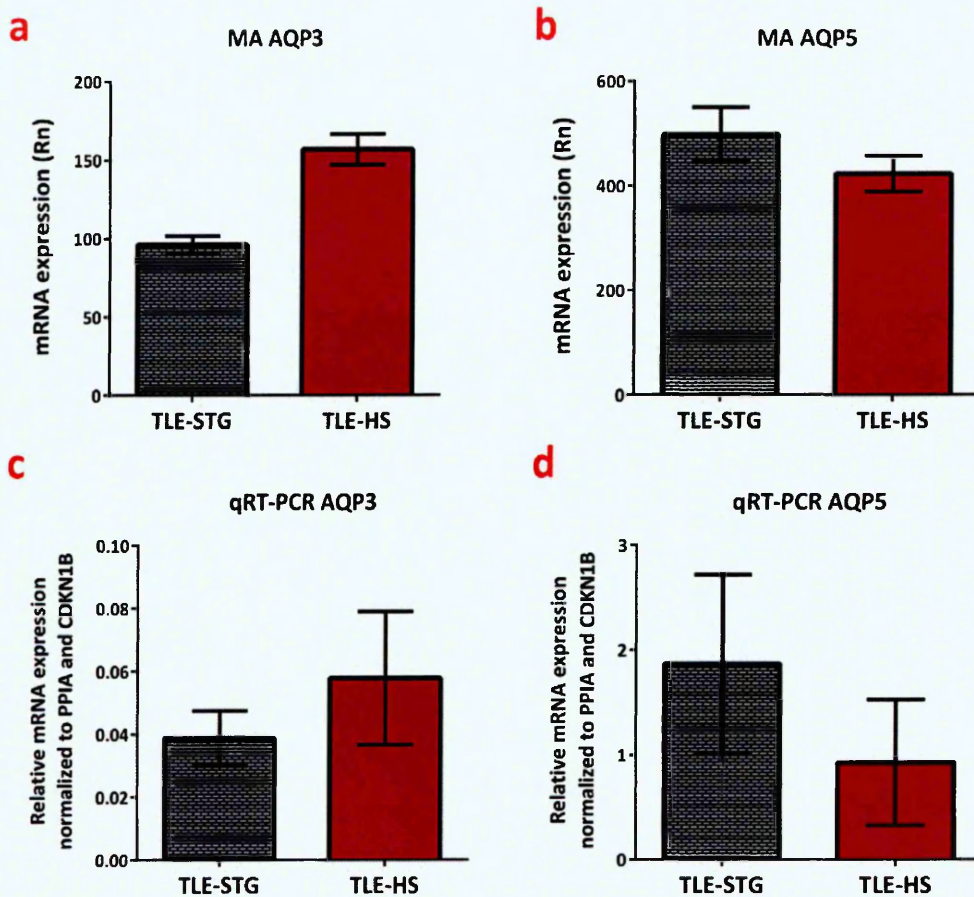 a
MA AQP3
mRNA expression (Rn)
200
150
100
50
0
TLE-STG
TLE-HS
b
MA AQP5
mRNA expression (Rn)
600
400
200
0
TLE-STG
TLE-HS
c
qRT-PCR AQP3
Relative mRNA expression
normalized to PPIA and CDKN1B
0.10
0.08
0.06
0.04
0.02
0.00
TLE-STG
TLE-HS
d
qRT-PCR AQP5
Relative mRNA expression
normalized to PPIA and CDKN1B
3
2
1
0
TLE-STG
TLE-HS